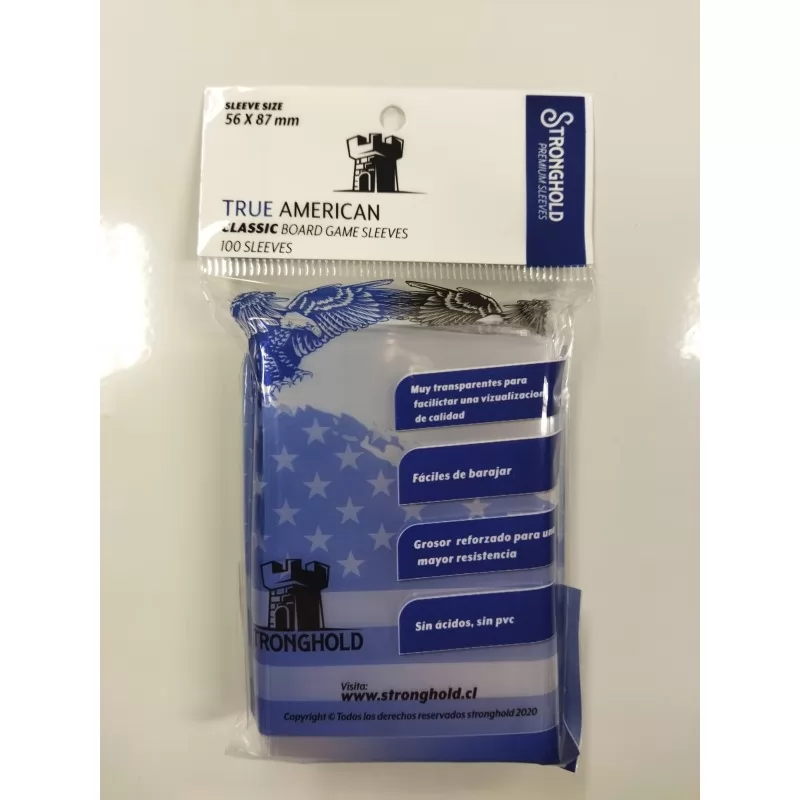 SLEEVE SIZE
56 X 87 mm
STRONGHOLD
PREMIUM SLEEVES
TRUE AMERICAN
CLASSIC BOARD GAME SLEEVES
100 SLEEVES
Muy transparentes para
facilictar una vizualizacion
de calidad
Fáciles de barajar
Grosor reforzado para una
mayor resistencia
Sin ácidos, sin pvc
STRONGHOLD
Visita:
www.stronghold.cl
Copyright © Todos los derechos reservados stronghold 2020